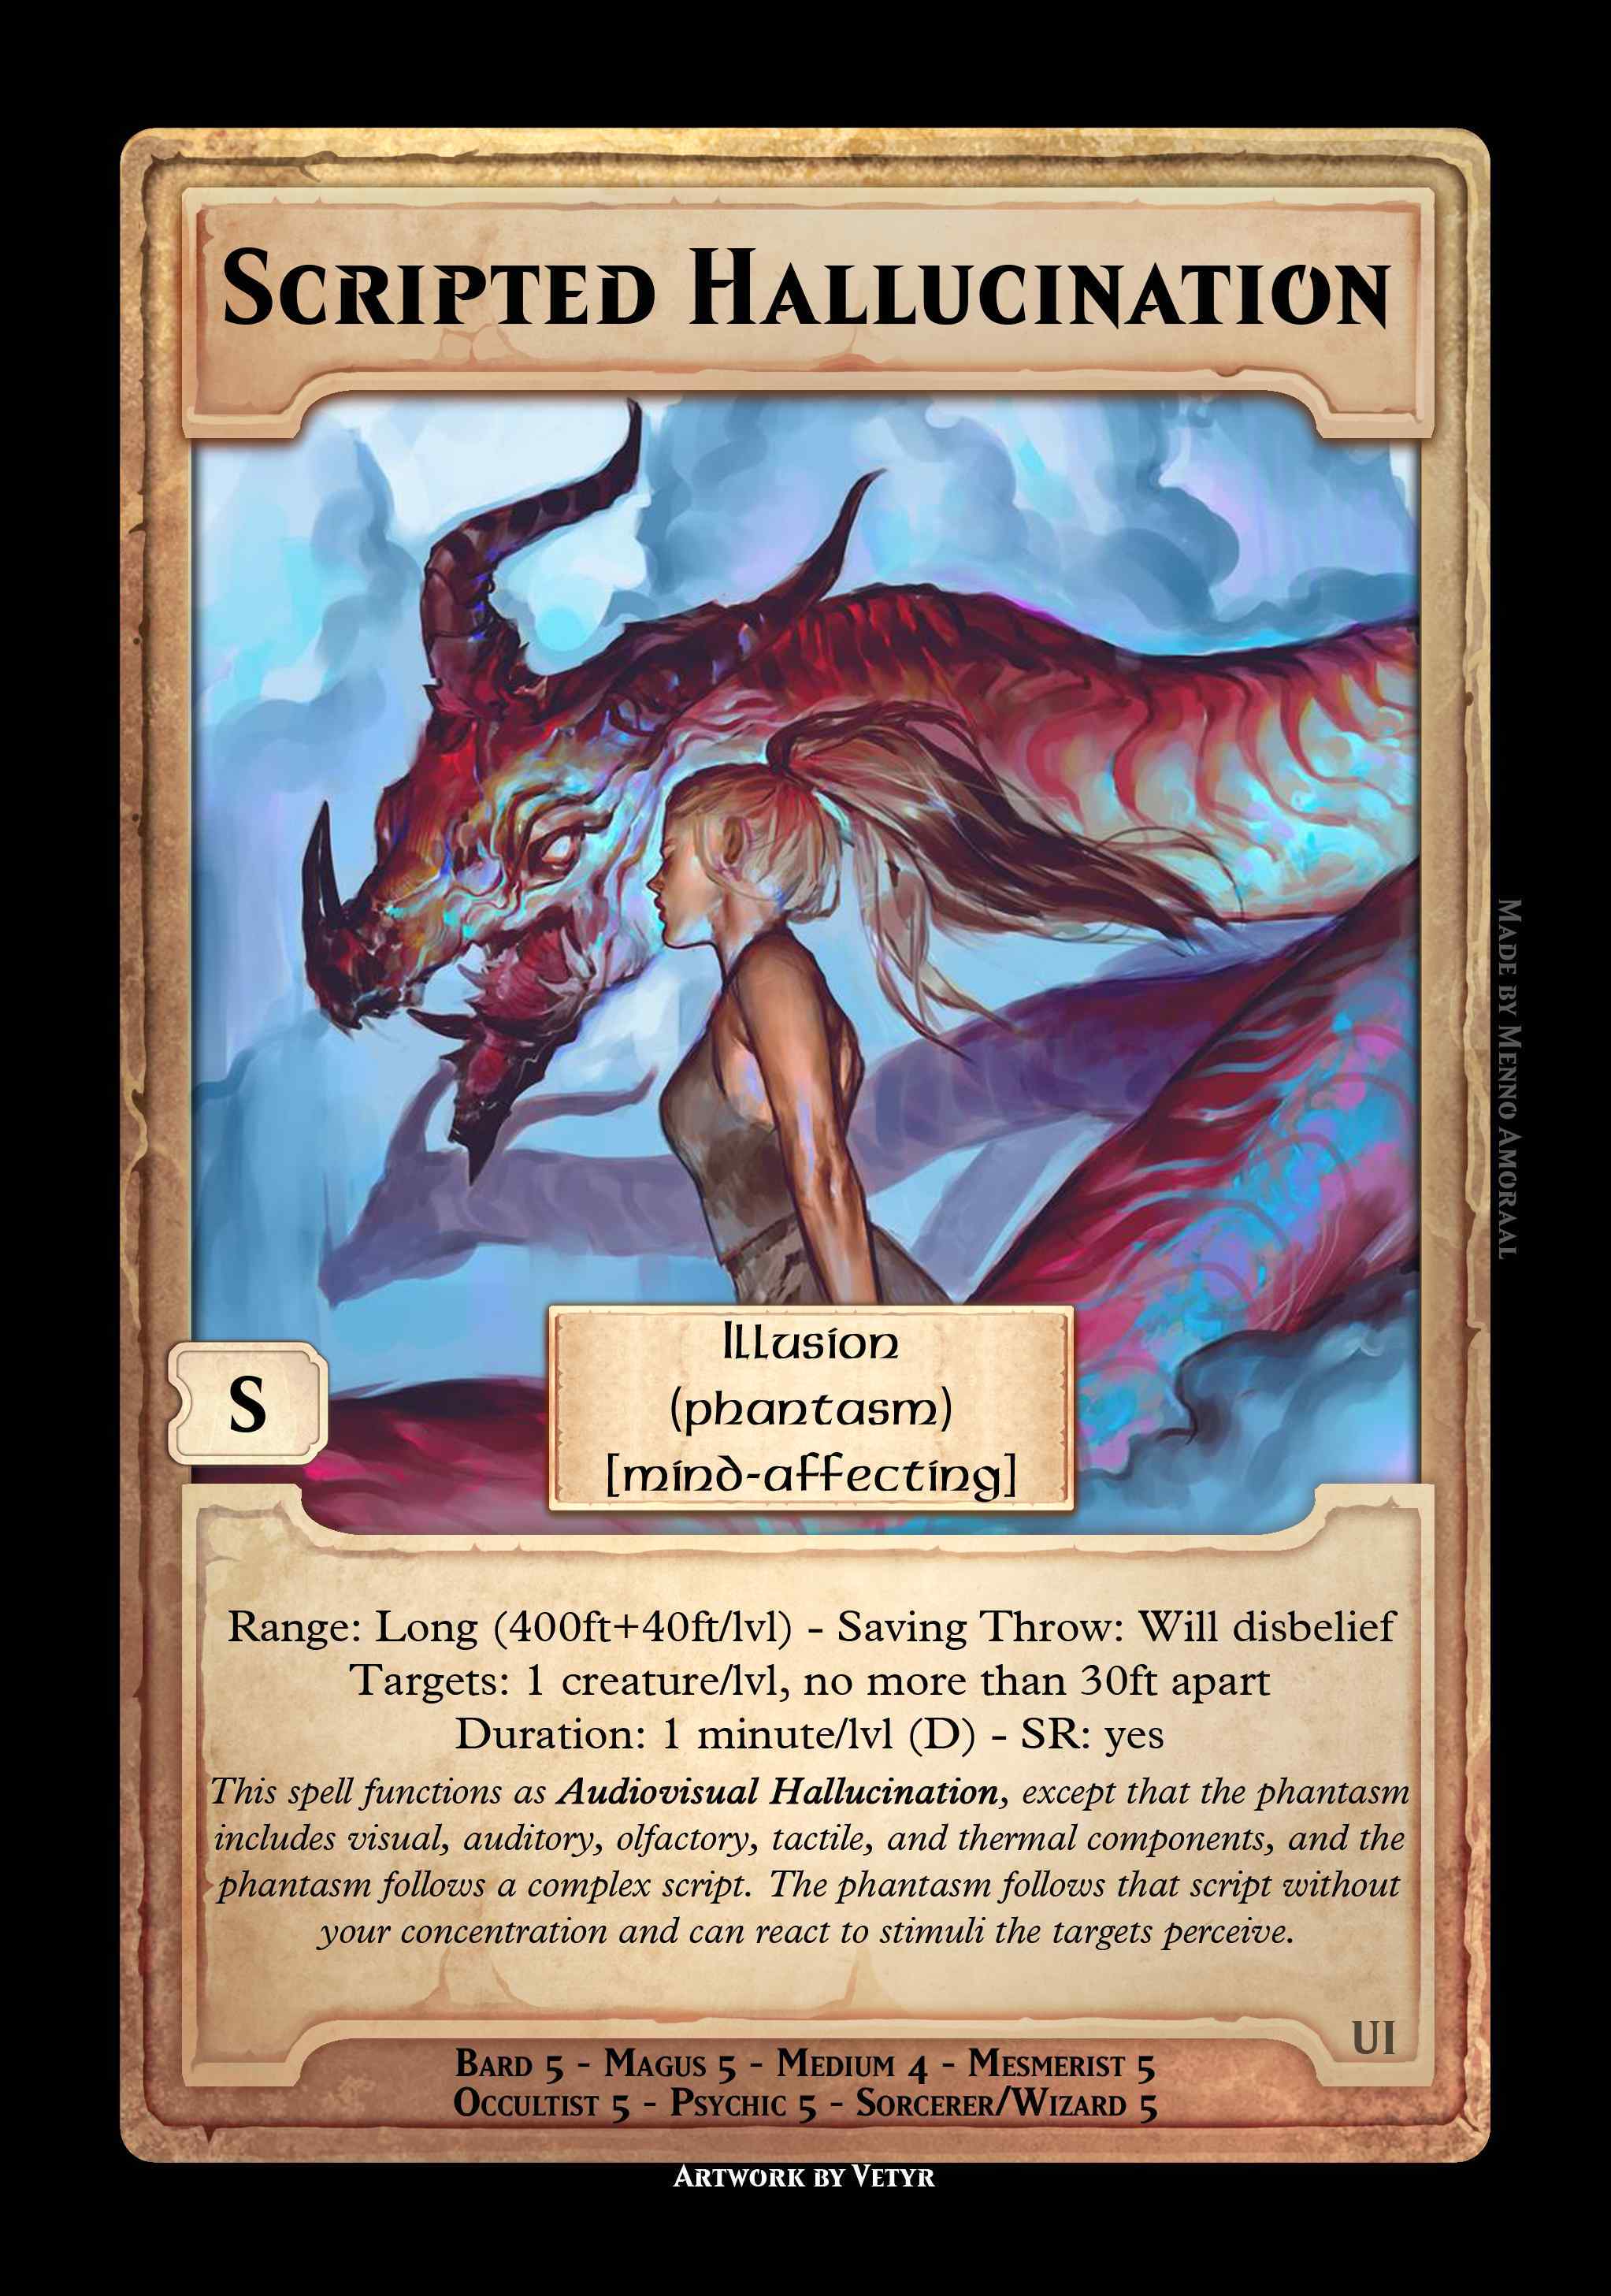 Scripted Hallucination
Illusion
(phantasm)
[mind-affecting]
S
Range: Long (400ft+40ft/lvl) - Saving Throw: Will disbelief
Targets: 1 creature/lvl, no more than 30ft apart
Duration: 1 minute/lvl (D) - SR: yes
This spell functions as Audiovisual Hallucination, except that the phantasm
includes visual, auditory, olfactory, tactile, and thermal components, and the
phantasm follows a complex script. The phantasm follows that script without
your concentration and can react to stimuli the targets perceive.
UI
Bard 5 - Magus 5 - Medium 4 - Mesmerist 5
Occultist 5 - Psychic 5 - Sorcerer/Wizard 5
Artwork by Vetyr
Made by Menno Amoraal